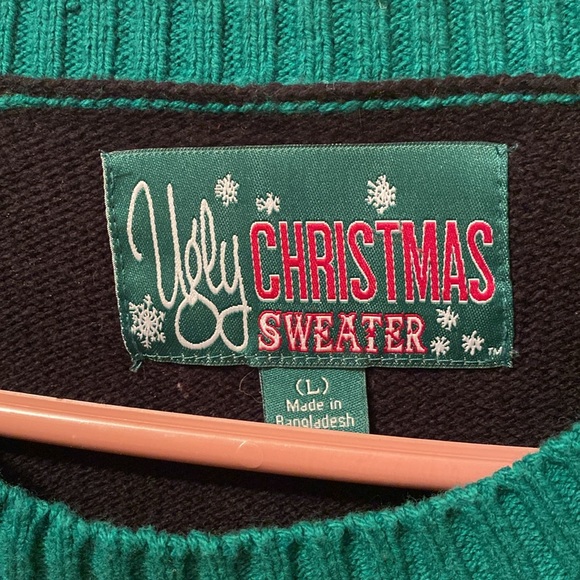 Ugly CHRISTMAS
SWEATER ™
(L)
Made in
Bangladesh